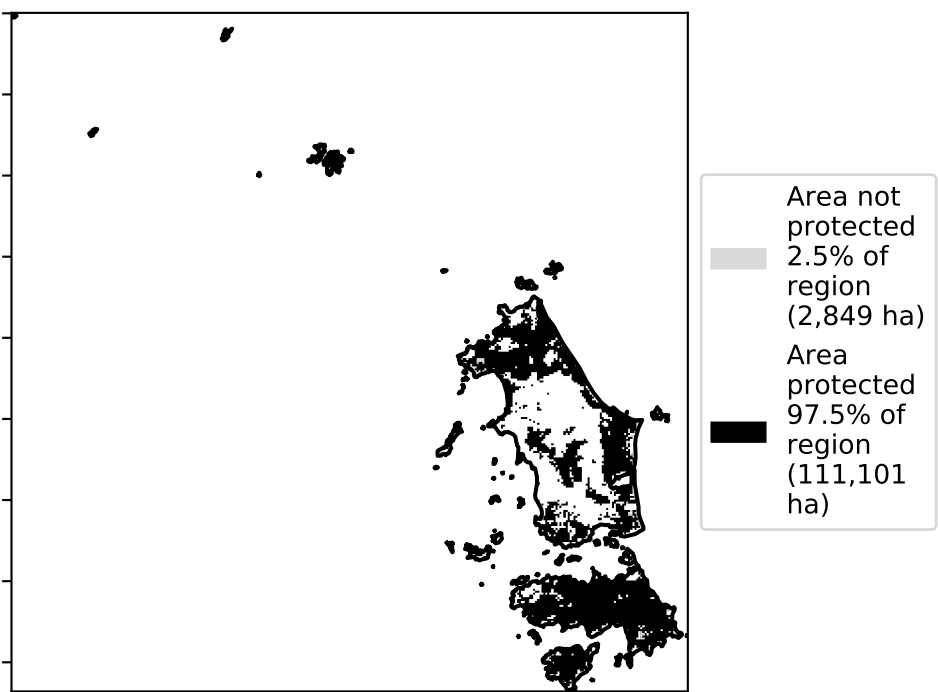 Area not
protected
2.5% of
region
(2,849 ha)
Area
protected
97.5% of
region
(111,101
ha)